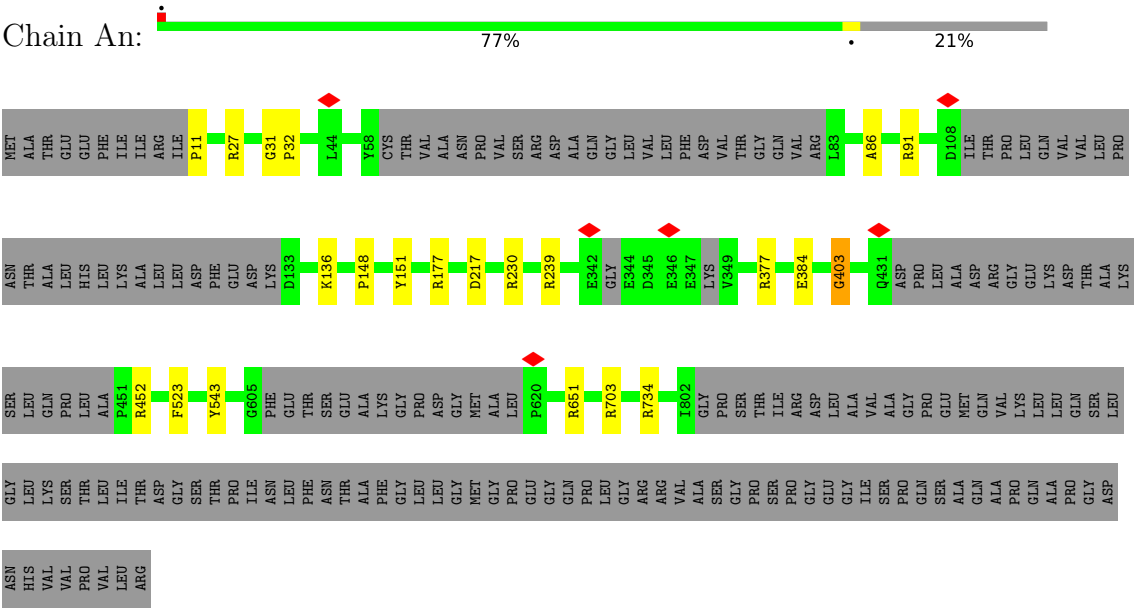 Chain An:
77%
21%
MET ALA THR GLU GLU PHE ILE ILE ARG ILE P11 R27 G31 P32 L44 Y58 CYS THR VAL ALA ASN PRO VAL SER ARG ASP ALA GLN GLY LEU VAL LEU PHE ASP VAL THR GLY GLN VAL ARG L83 A86 R91 D108 ILE THR PRO LEU GLN VAL VAL LEU PRO
ASN THR ALA LEU HIS LEU LYS ALA LEU LEU ASP PHE GLU ASP LYS D133 K136 P148 Y151 R177 D217 R230 R239 E342 GLY E344 D345 E346 E347 LYS V349 R377 E384 G403 Q431 ASP PRO LEU ALA ASP ARG GLY GLU LYS ASP THR ALA LYS
SER LEU GLN PRO LEU ALA P451 R452 F523 Y543 G605 PHE GLU THR SER GLU ALA LYS GLY PRO ASP GLY MET ALA LEU P620 R651 R703 R734 I802 GLY PRO SER THR ILE ARG ASP LEU ALA VAL ALA GLY PRO GLU MET GLN VAL LYS LEU LEU GLN SER LEU
GLY LEU LYS SER THR LEU ILE THR ASP GLY SER THR PRO ILE ASN LEU PHE ASN THR ALA PHE GLY LEU LEU GLY MET GLY PRO GLU GLY GLN PRO LEU GLY ARG ARG VAL ALA SER GLY PRO SER PRO GLY GLU GLY ILE SER PRO GLN SER ALA GLN ALA PRO GLN ALA PRO GLY ASP
ASN HIS VAL VAL PRO VAL LEU ARG